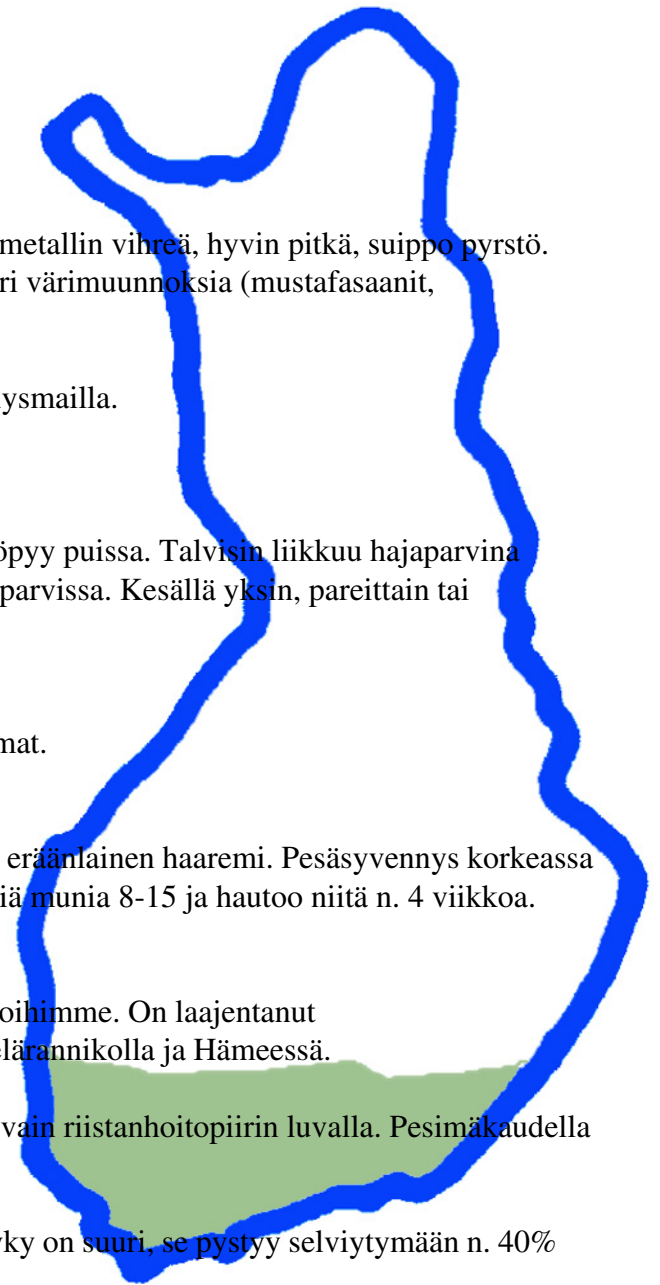 metallin vihreä, hyvin pitkä, suippo pyrstö.
ri värimuunnoksia (mustafasaanit,
ysmailla.
öpyy puissa. Talvisin liikkuu hajaparvina
parvissa. Kesällä yksin, pareittain tai
mat.
eräänlainen haaremi. Pesäsyvennys korkeassa
iä munia 8-15 ja hautoo niitä n. 4 viikkoa.
oihimme. On laajentanut
elärannikolla ja Hämeessä.
vain riistanhoitopiirin luvalla. Pesimäkaudella
yky on suuri, se pystyy selviytymään n. 40%